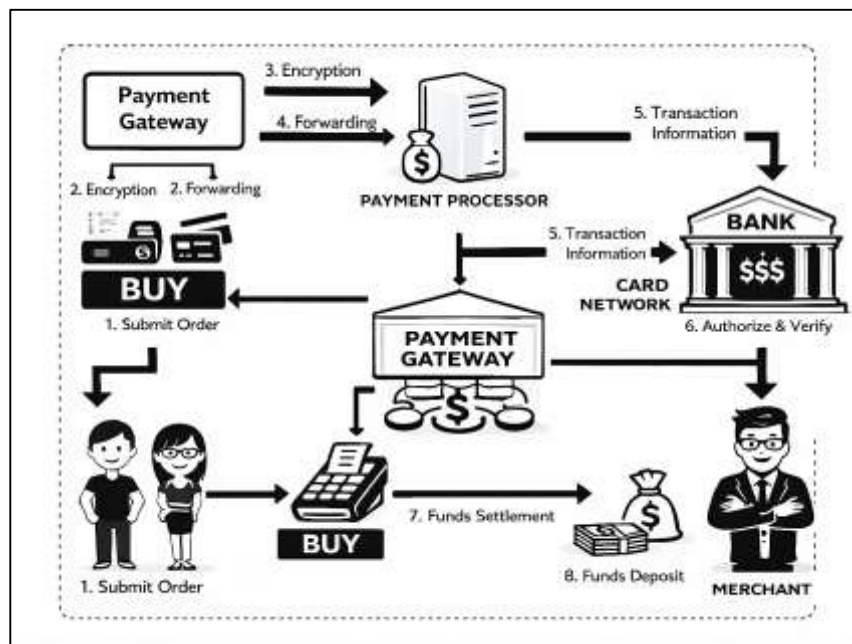 3. Encryption
Payment
Gateway
4. Forwarding
5. Transaction
Information
$
PAYMENT PROCESSOR
2. Encryption
2. Forwarding
$
BANK
$$$
5. Transaction
Information
CARD
NETWORK
BUY
1. Submit Order
6. Authorize & Verify
PAYMENT
GATEWAY
$
BUY
7. Funds Settlement
$
8. Funds Deposit
1. Submit Order
MERCHANT